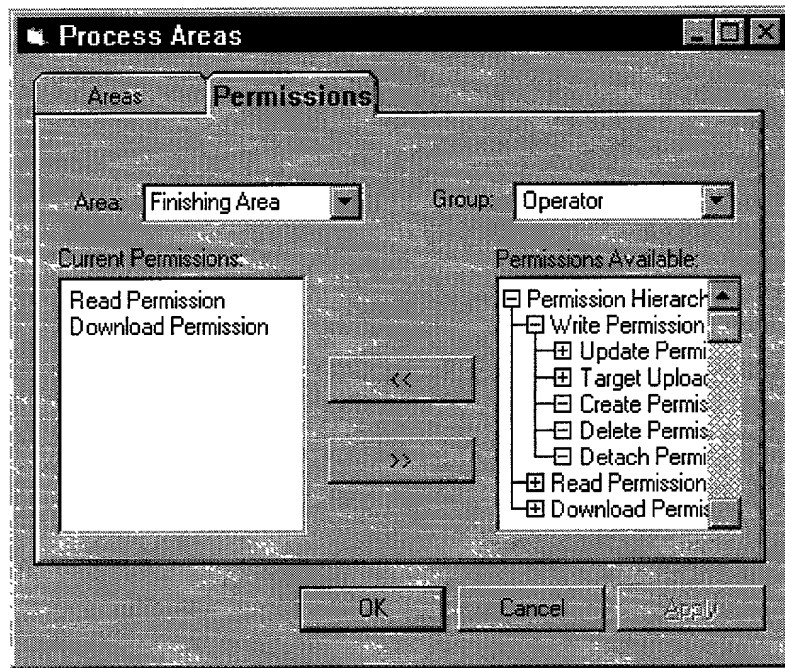 Process Areas
Areas Permissions
Area: Finishing Area Group: Operator
Current Permissions: Permissions Available:
Read Permission
Download Permission
Permission Hierarch
Write Permission
Update Permi
Target Uploac
Create Permis
Delete Permis
Detach Permi
Read Permission
Download Permis
<<
>>
OK Cancel Apply